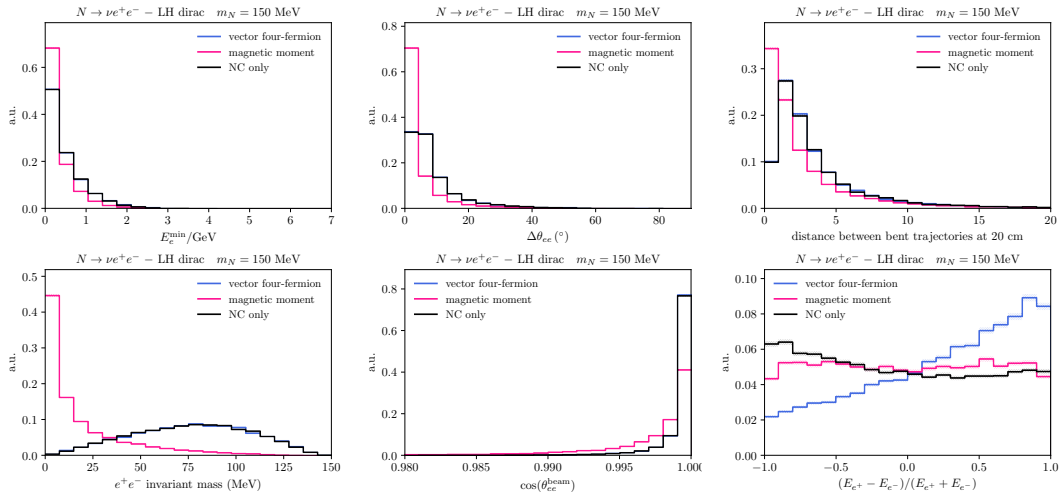 N → νe⁺e⁻ − LH dirac   m_N = 150 MeV
a.u.
vector four-fermion
magnetic moment
NC only
0.0
0.2
0.4
0.6
0.8
0 1 2 3 4 5 6 7
E_e^min/GeV
N → νe⁺e⁻ − LH dirac   m_N = 150 MeV
a.u.
vector four-fermion
magnetic moment
NC only
0.0
0.2
0.4
0.6
0.8
0 20 40 60 80
Δθ_ee (°)
N → νe⁺e⁻ − LH dirac   m_N = 150 MeV
a.u.
vector four-fermion
magnetic moment
NC only
0.0
0.1
0.2
0.3
0 5 10 15 20
distance between bent trajectories at 20 cm
N → νe⁺e⁻ − LH dirac   m_N = 150 MeV
a.u.
vector four-fermion
magnetic moment
NC only
0.0
0.1
0.2
0.3
0.4
0.5
0 25 50 75 100 125 150
e⁺e⁻ invariant mass (MeV)
N → νe⁺e⁻ − LH dirac   m_N = 150 MeV
a.u.
vector four-fermion
magnetic moment
NC only
0.0
0.2
0.4
0.6
0.8
0.980 0.985 0.990 0.995 1.000
cos(θ_ee^beam)
N → νe⁺e⁻ − LH dirac   m_N = 150 MeV
a.u.
vector four-fermion
magnetic moment
NC only
0.00
0.02
0.04
0.06
0.08
0.10
−1.0 −0.5 0.0 0.5 1.0
(E_e⁺ − E_e⁻)/(E_e⁺ + E_e⁻)